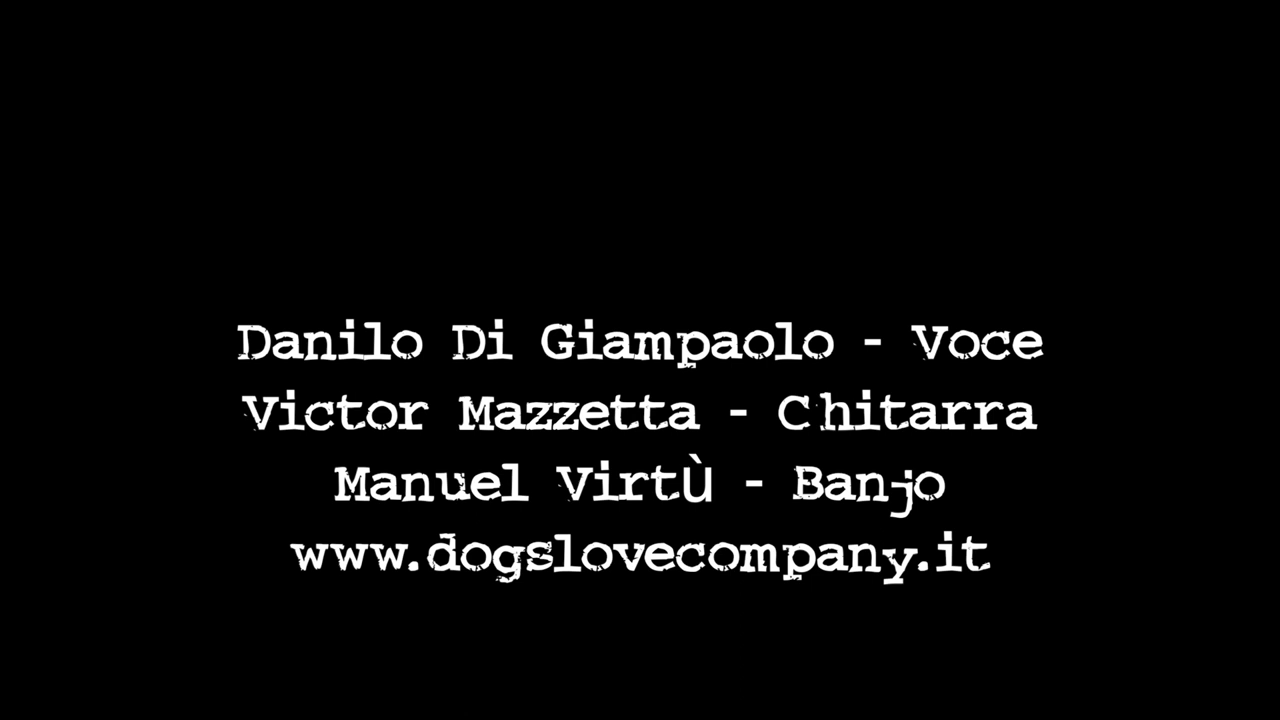 Danilo Di Giampaolo - Voce
Victor Mazzetta - Chitarra
Manuel VirtÙ - Banjo
www.dogslovecompany.it